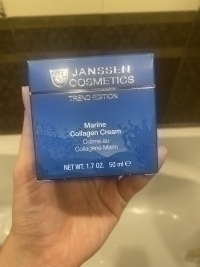 JANSSEN
COSMETICS
TREND EDITION
Marine
Collagen Cream
Crème au
Collagène Marin
NET WT. 1.7 OZ. 50 ml ℮